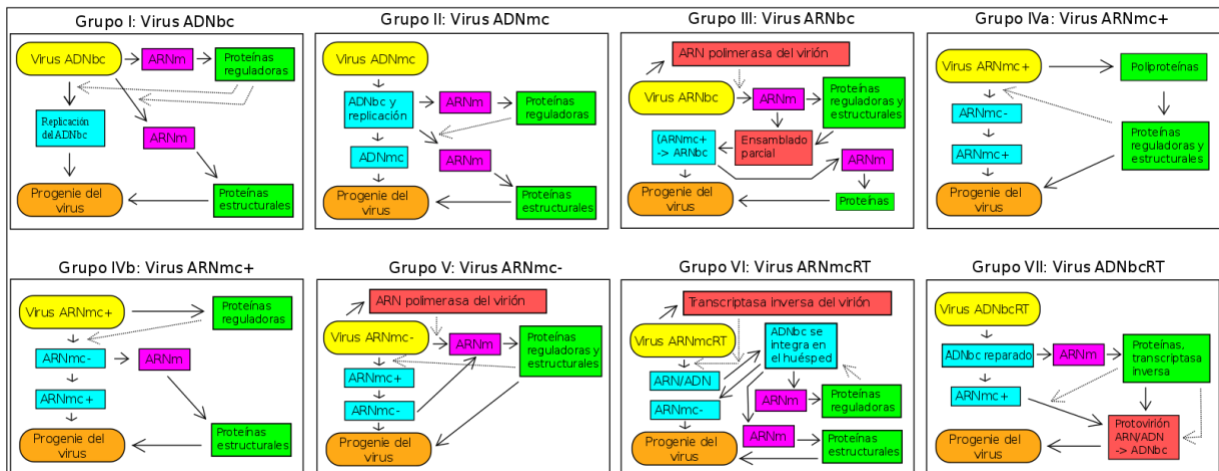 Grupo I: Virus ADNbc
Virus ADNbc
ARNm
Proteínas
reguladoras
Replicación
del ADNbc
ARNm
Progenie del
virus
Proteínas
estructurales
Grupo II: Virus ADNmc
Virus ADNmc
ADNbc y
replicación
ARNm
Proteínas
reguladoras
ADNmc
ARNm
Progenie del
virus
Proteínas
estructurales
Grupo III: Virus ARNbc
ARN polimerasa del virión
Virus ARNbc
ARNm
Proteínas
reguladoras y
estructurales
(ARNmc+
-> ARNbc
Ensamblado
parcial
ARNm
Progenie del
virus
Proteínas
Grupo IVa: Virus ARNmc+
Virus ARNmc+
Poliproteínas
ARNmc-
ARNmc+
Proteínas
reguladoras y
estructurales
Progenie del
virus
Grupo IVb: Virus ARNmc+
Virus ARNmc+
Proteínas
reguladoras
ARNmc-
ARNm
ARNmc+
Progenie del
virus
Proteínas
estructurales
Grupo V: Virus ARNmc-
ARN polimerasa del virión
Virus ARNmc-
ARNm
Proteínas
reguladoras y
estructurales
ARNmc+
ARNmc-
Progenie del
virus
Grupo VI: Virus ARNmcRT
Transcriptasa inversa del virión
Virus ARNmcRT
ADNbc se
integra en
el huésped
ARN/ADN
ARNmc-
ARNm
Proteínas
reguladoras
Progenie del
virus
ARNm
Proteínas
estructurales
Grupo VII: Virus ADNbcRT
Virus ADNbcRT
ADNbc reparado
ARNm
Proteínas,
transcriptasa
inversa
ARNmc+
Progenie del
virus
Protovirión
ARN/ADN
-> ADNbc